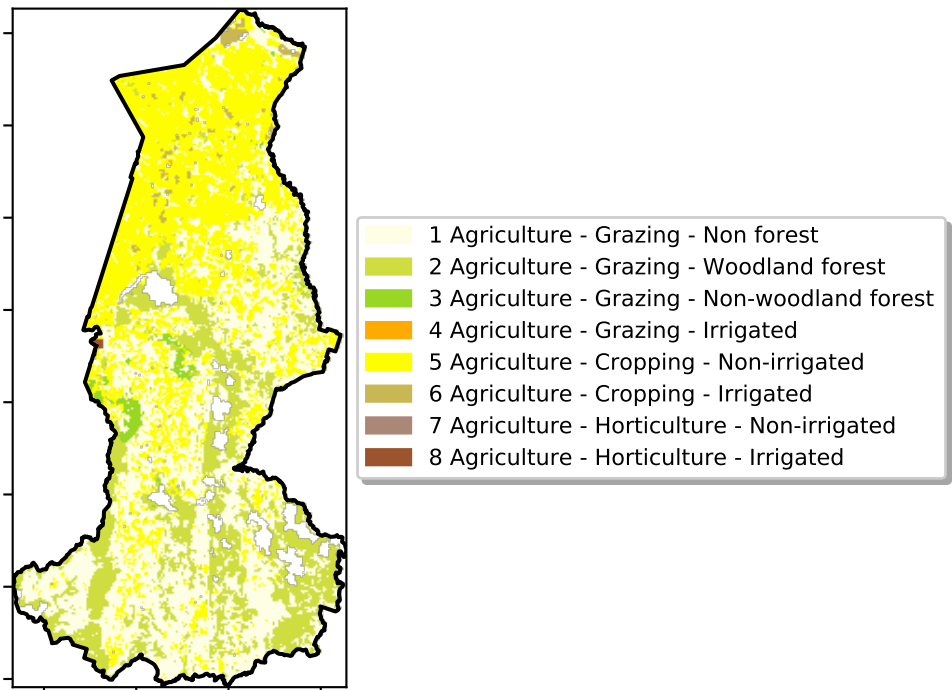 1 Agriculture - Grazing - Non forest
2 Agriculture - Grazing - Woodland forest
3 Agriculture - Grazing - Non-woodland forest
4 Agriculture - Grazing - Irrigated
5 Agriculture - Cropping - Non-irrigated
6 Agriculture - Cropping - Irrigated
7 Agriculture - Horticulture - Non-irrigated
8 Agriculture - Horticulture - Irrigated